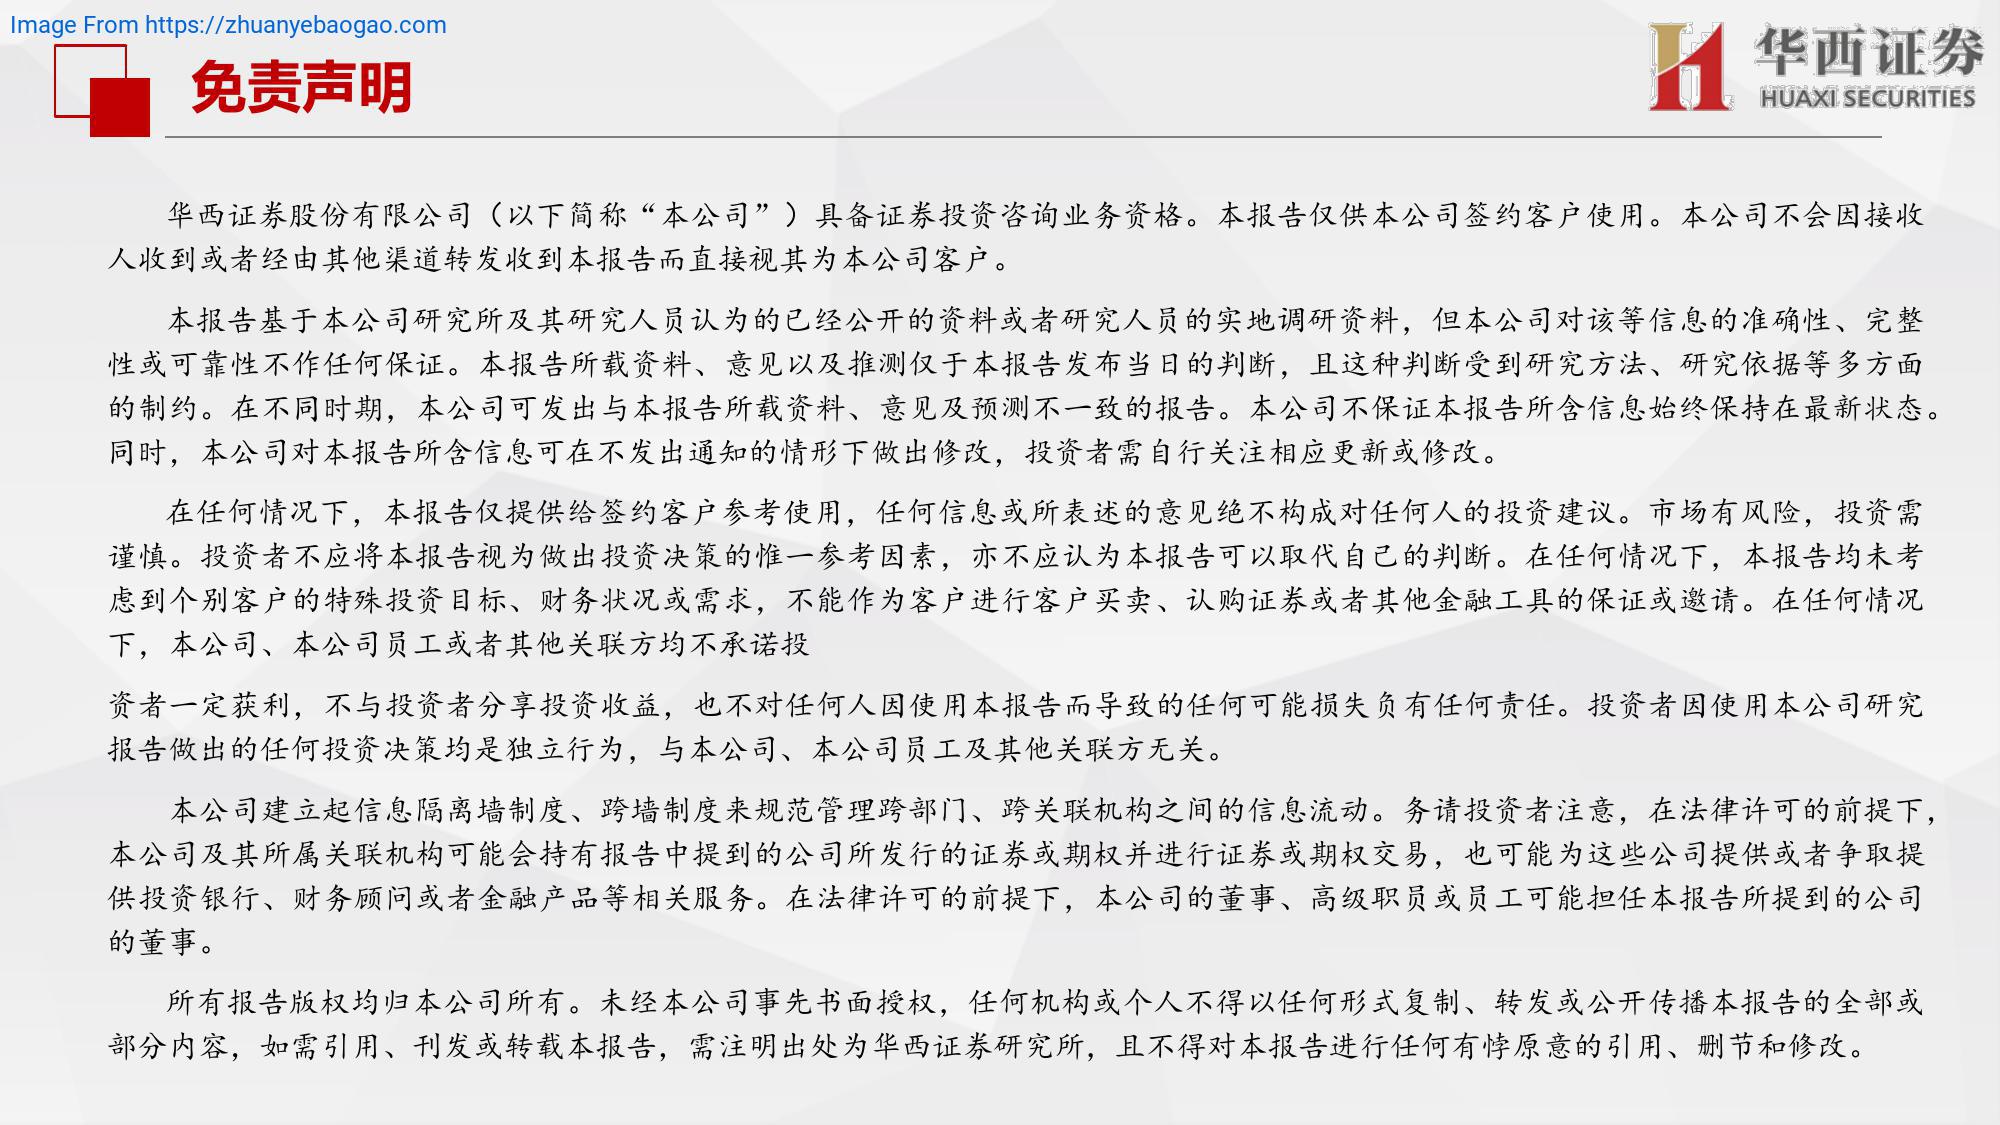 Image From https://zhuanyebaogao.com
免责声明
华西证券
HUAXI SECURITIES
华西证券股份有限公司（以下简称“本公司”）具备证券投资咨询业务资格。本报告仅供本公司签约客户使用。本公司不会因接收
人收到或者经由其他渠道转发收到本报告而直接视其为本公司客户。
本报告基于本公司研究所及其研究人员认为的已经公开的资料或者研究人员的实地调研资料，但本公司对该等信息的准确性、完整
性或可靠性不作任何保证。本报告所载资料、意见以及推测仅于本报告发布当日的判断，且这种判断受到研究方法、研究依据等多方面
的制约。在不同时期，本公司可发出与本报告所载资料、意见及预测不一致的报告。本公司不保证本报告所含信息始终保持在最新状态。
同时，本公司对本报告所含信息可在不发出通知的情形下做出修改，投资者需自行关注相应更新或修改。
在任何情况下，本报告仅提供给签约客户参考使用，任何信息或所表述的意见绝不构成对任何人的投资建议。市场有风险，投资需
谨慎。投资者不应将本报告视为做出投资决策的惟一参考因素，亦不应认为本报告可以取代自己的判断。在任何情况下，本报告均未考
虑到个别客户的特殊投资目标、财务状况或需求，不能作为客户进行客户买卖、认购证券或者其他金融工具的保证或邀请。在任何情况
下，本公司、本公司员工或者其他关联方均不承诺投
资者一定获利，不与投资者分享投资收益，也不对任何人因使用本报告而导致的任何可能损失负有任何责任。投资者因使用本公司研究
报告做出的任何投资决策均是独立行为，与本公司、本公司员工及其他关联方无关。
本公司建立起信息隔离墙制度、跨墙制度来规范管理跨部门、跨关联机构之间的信息流动。务请投资者注意，在法律许可的前提下，
本公司及其所属关联机构可能会持有报告中提到的公司所发行的证券或期权并进行证券或期权交易，也可能为这些公司提供或者争取提
供投资银行、财务顾问或者金融产品等相关服务。在法律许可的前提下，本公司的董事、高级职员或员工可能担任本报告所提到的公司
的董事。
所有报告版权均归本公司所有。未经本公司事先书面授权，任何机构或个人不得以任何形式复制、转发或公开传播本报告的全部或
部分内容，如需引用、刊发或转载本报告，需注明出处为华西证券研究所，且不得对本报告进行任何有悖原意的引用、删节和修改。